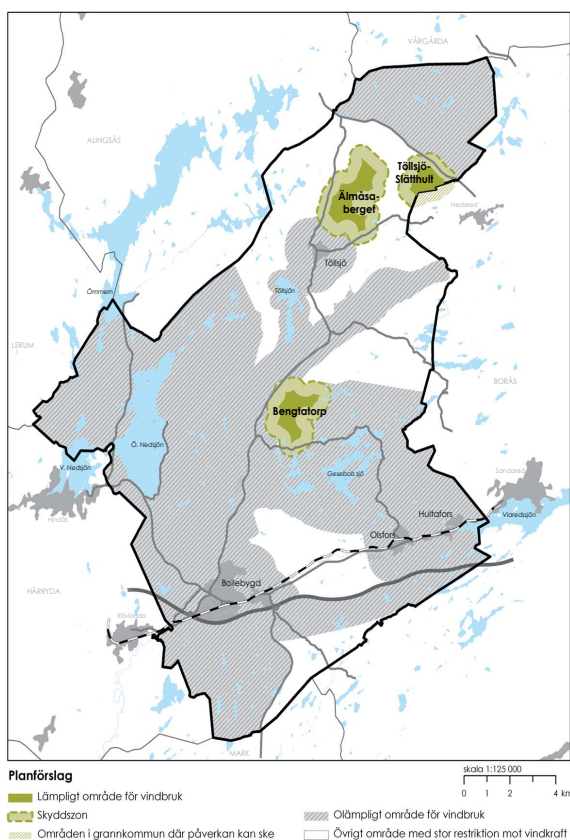 VÅRGÅRDA
ALINGSÅS
Töllsjö-
Slätthult
Älmåsa-
berget
Hedared
Töllsjö
Töllsjön
Ömmern
LERUM
BORÅS
Bengtatorp
Ö. Nedsjön
V. Nedsjön
Gesebols sjö
Sandared
Hindås
Hultafors
Viaredsjön
Olsfors
Bollebygd
HÄRRYDA
Rävlanda
MARK
Planförslag
skala 1:125 000
0 1 2 4 km
Lämpligt område för vindbruk
Skyddszon
Olämpligt område för vindbruk
Områden i grannkommun där påverkan kan ske
Övrigt område med stor restriktion mot vindkraft